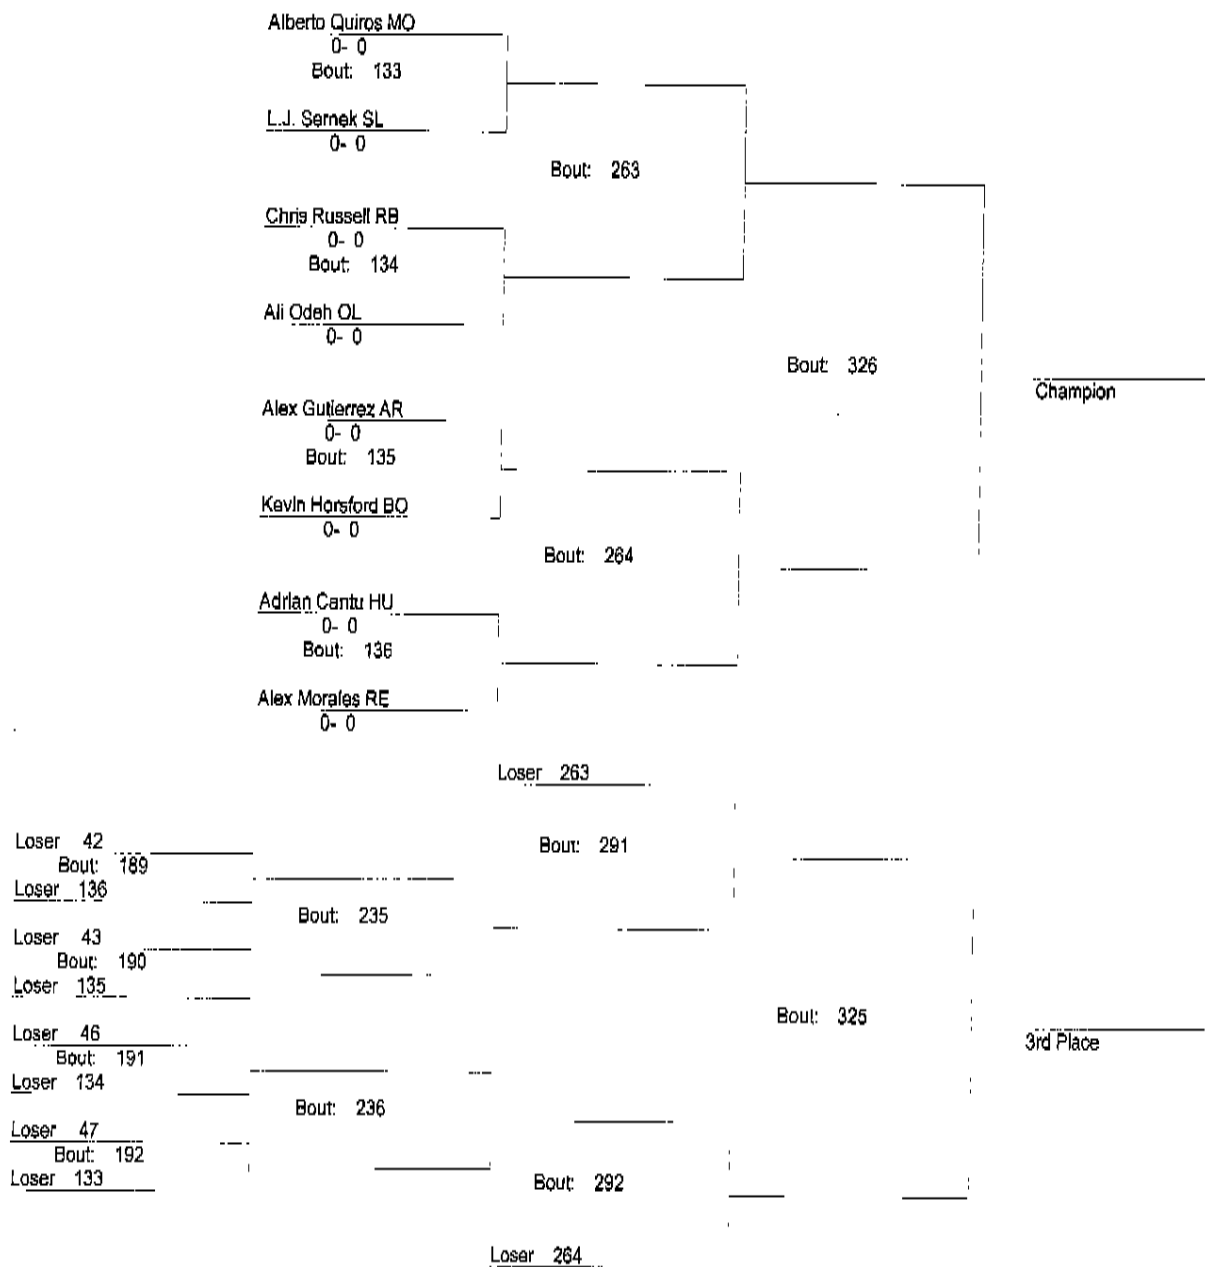 Alberto Quiros MO
0- 0
Bout: 133
L.J. Sernek SL
0- 0
Bout: 263
Chris Russell RB
0- 0
Bout: 134
Ali Odeh OL
0- 0
Bout: 326
Champion
Alex Gutierrez AR
0- 0
Bout: 135
Kevin Horsford BO
0- 0
Bout: 264
Adrian Cantu HU
0- 0
Bout: 136
Alex Morales RE
0- 0
Loser 263
Loser 42
Bout: 291
Bout: 189
Loser 136
Bout: 235
Loser 43
Bout: 190
Loser 135
Bout: 325
Loser 46
3rd Place
Bout: 191
Loser 134
Bout: 236
Loser 47
Bout: 192
Loser 133
Bout: 292
Loser 264